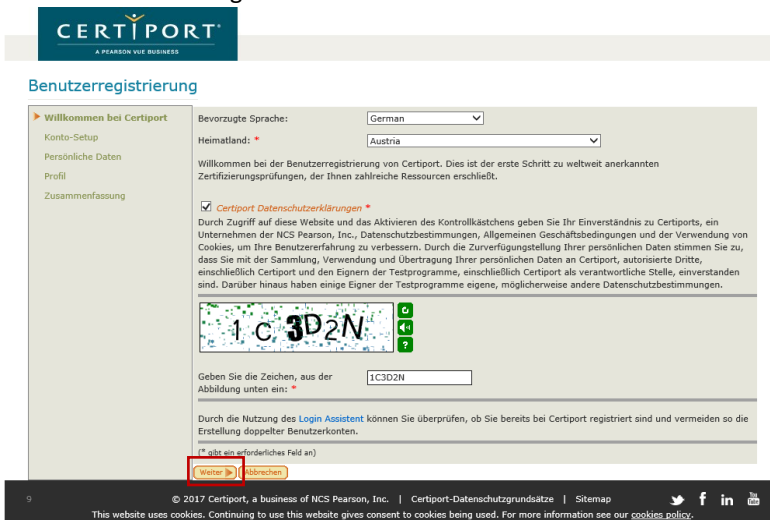 CERTIPORT
A PEARSON VUE BUSINESS
Benutzerregistrierung
Willkommen bei Certiport
Konto-Setup
Persönliche Daten
Profil
Zusammenfassung
Bevorzugte Sprache: German
Heimatland: * Austria
Willkommen bei der Benutzerregistrierung von Certiport. Dies ist der erste Schritt zu weltweit anerkannten
Zertifizierungsprüfungen, der Ihnen zahlreiche Ressourcen erschließt.
Certiport Datenschutzerklärungen *
Durch Zugriff auf diese Website und das Aktivieren des Kontrollkästchens geben Sie Ihr Einverständnis zu Certiports, ein
Unternehmen der NCS Pearson, Inc., Datenschutzbestimmungen, Allgemeinen Geschäftsbedingungen und der Verwendung von
Cookies, um Ihre Benutzererfahrung zu verbessern. Durch die Zurverfügungstellung Ihrer persönlichen Daten stimmen Sie zu,
dass Sie mit der Sammlung, Verwendung und Übertragung Ihrer persönlichen Daten an Certiport, autorisierte Dritte,
einschließlich Certiport und den Eignern der Testprogramme, einschließlich Certiport als verantwortliche Stelle, einverstanden
sind. Darüber hinaus haben einige Eigner der Testprogramme eigene, möglicherweise andere Datenschutzbestimmungen.
1C3D2N
?
Geben Sie die Zeichen, aus der
Abbildung unten ein: * 1C3D2N
Durch die Nutzung des Login Assistent können Sie überprüfen, ob Sie bereits bei Certiport registriert sind und vermeiden so die
Erstellung doppelter Benutzerkonten.
(* gibt ein erforderliches Feld an)
Weiter Abbrechen
9 © 2017 Certiport, a business of NCS Pearson, Inc. | Certiport-Datenschutzgrundsätze | Sitemap
This website uses cookies. Continuing to use this website gives consent to cookies being used. For more information see our cookies policy.